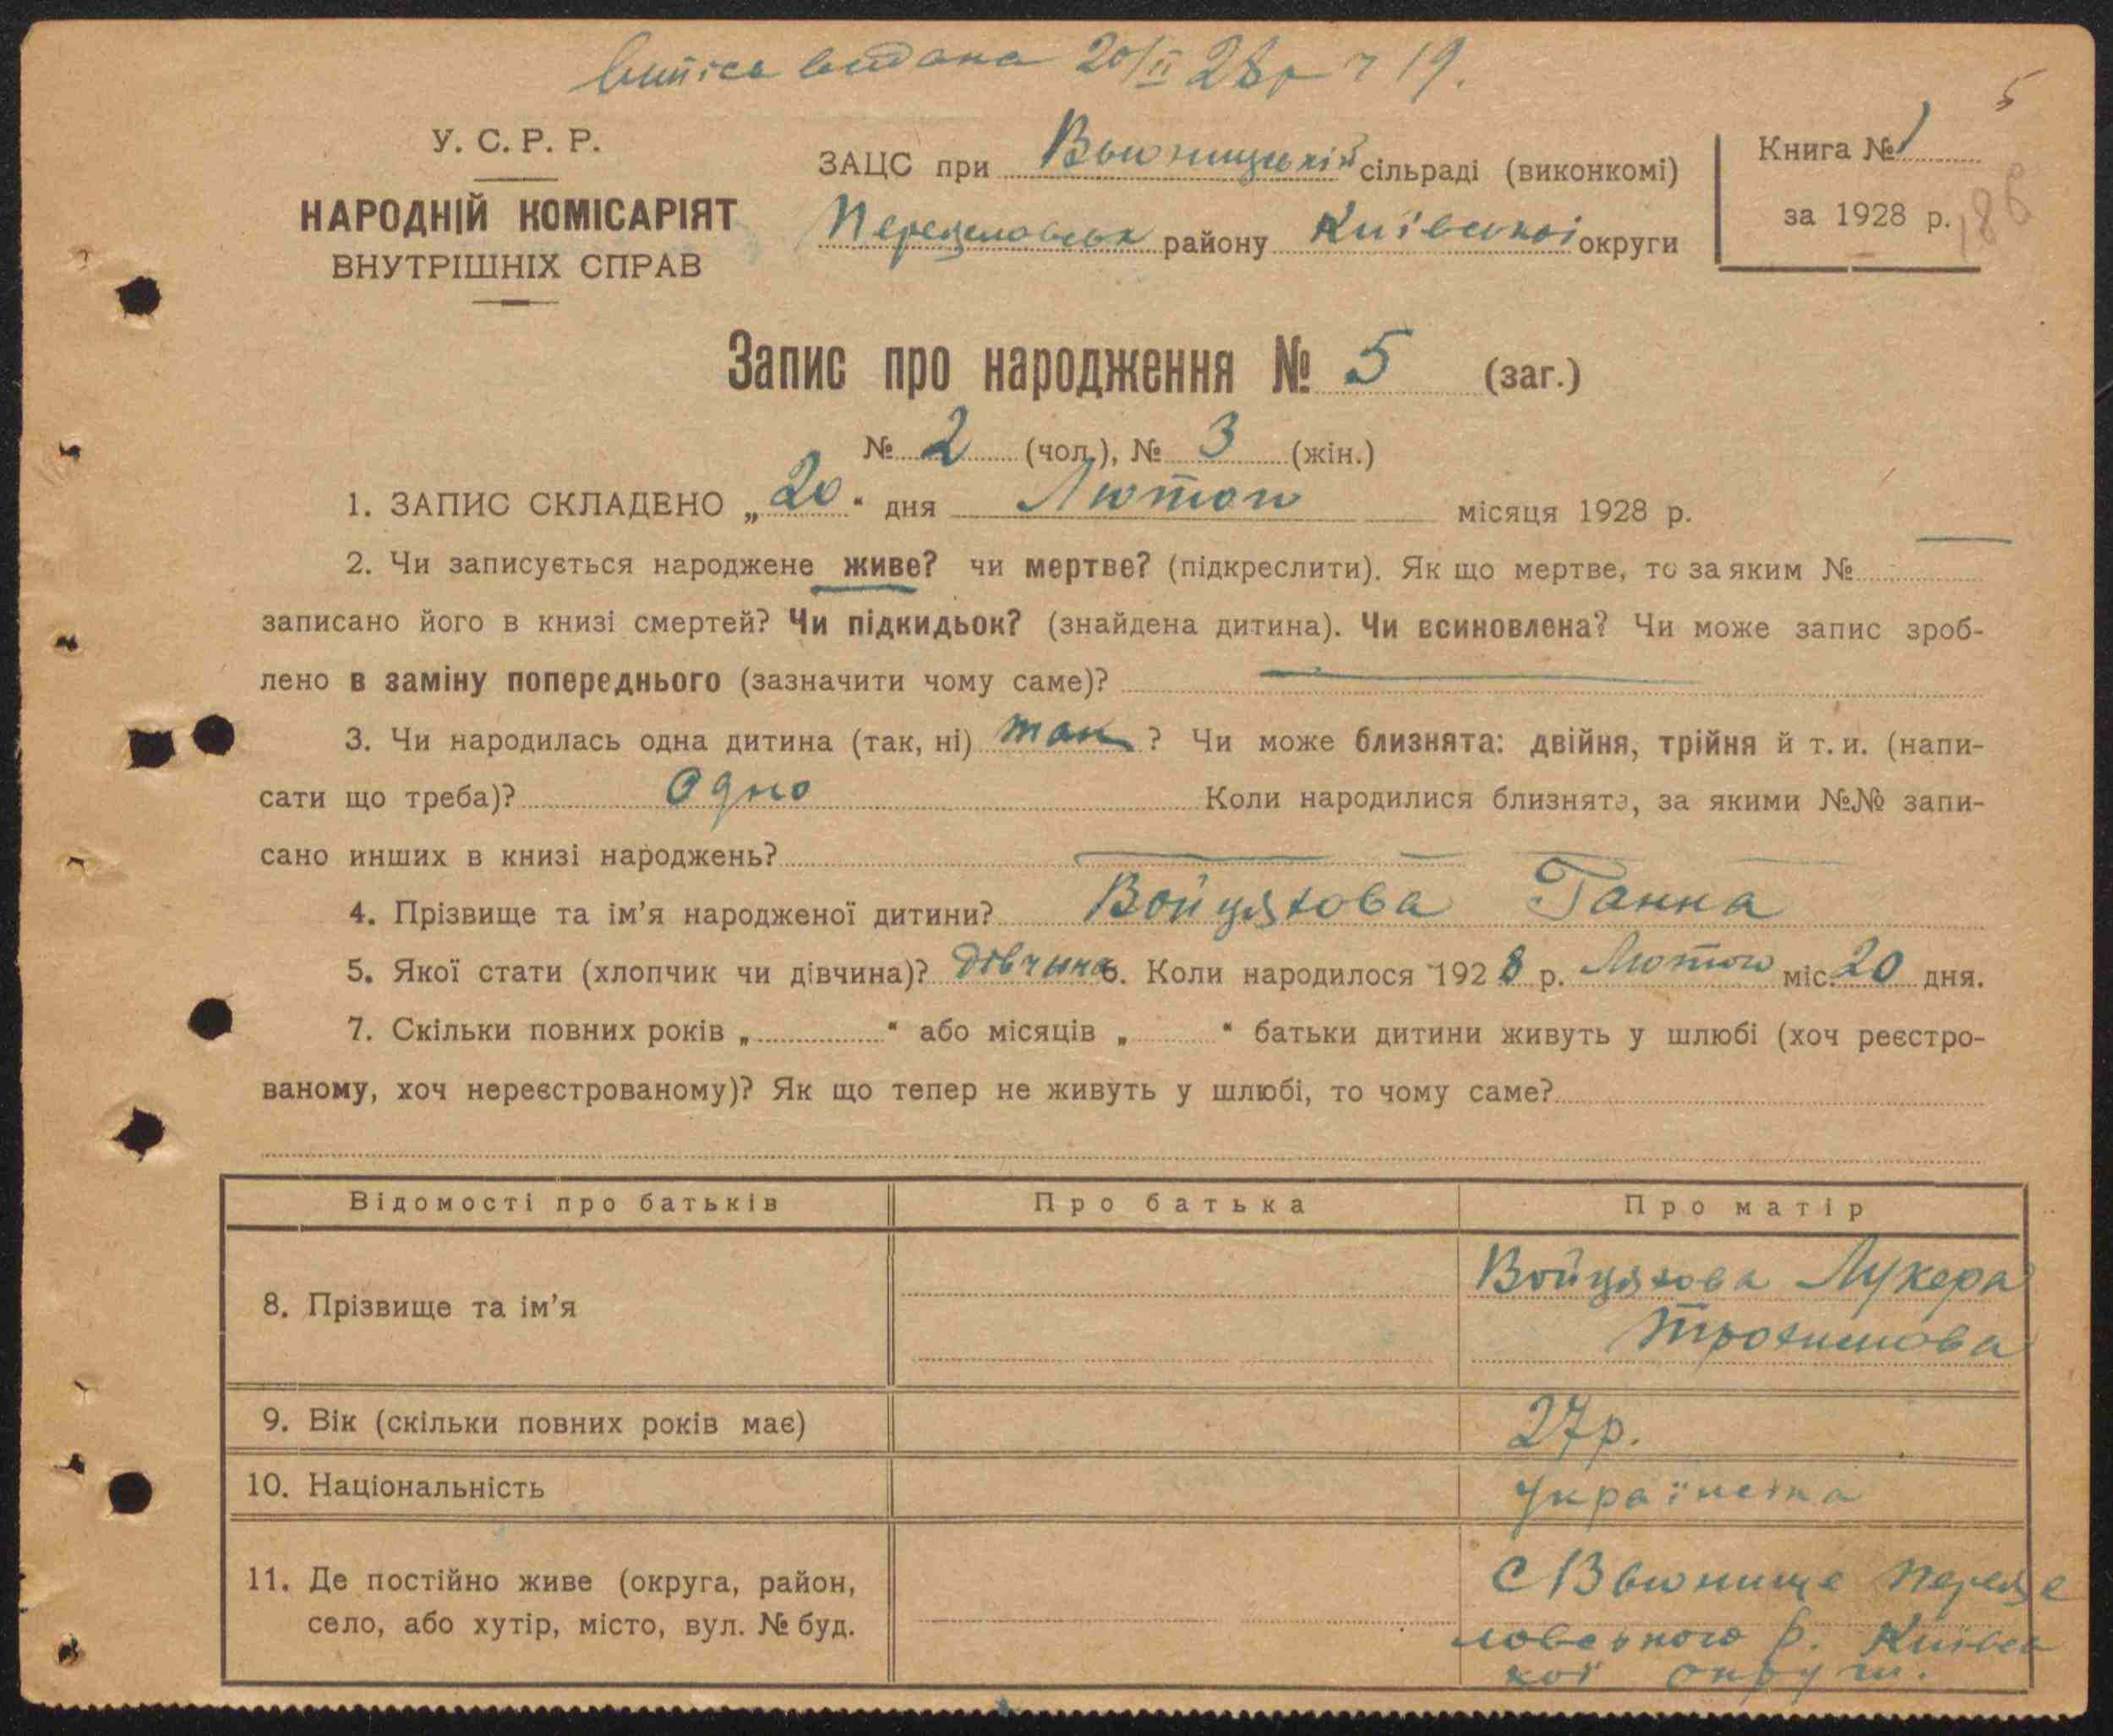 Випісь видана 20/II 28р ч 19.
5
У. С. Р. Р.
НАРОДНІЙ КОМІСАРІЯТ
ВНУТРІШНІХ СПРАВ
ЗАЦС при Вьюницькій сільраді (виконкомі)
Переяславськ району Київської округи
Книга № 1
за 1928 р.
186
Запис про народження № 5 (заг.)
№ 2 (чол.), № 3 (жін.)
1. ЗАПИС СКЛАДЕНО „20“ дня Лютого місяця 1928 р.
2. Чи записується народжене живе? чи мертве? (підкреслити). Як що мертве, то за яким №
записано його в книзі смертей? Чи підкидьок? (знайдена дитина). Чи всиновлена? Чи може запис зроб-
лено в заміну попереднього (зазначити чому саме)?
3. Чи народилась одна дитина (так, ні) так ? Чи може близнята: двійня, трійня й т. и. (напи-
сати що треба)? Одно Коли народилися близнята, за якими №№ запи-
сано инших в книзі народжень?
4. Прізвище та ім’я народженої дитини? Войцяхова Ганна
5. Якої стати (хлопчик чи дівчина)? дівчина 6. Коли народилося 1928 р. Лютого міс. 20 дня.
7. Скільки повних років „ “ або місяців „ “ батьки дитини живуть у шлюбі (хоч реєстро-
ваному, хоч нереєстрованому)? Як що тепер не живуть у шлюбі, то чому саме?
Відомості про батьків Про батька Про матір
8. Прізвище та ім’я Войцяхова Лукера
Трохимова
9. Вік (скільки повних років має) 27р.
10. Національність Українка
11. Де постійно живе (округа, район,
село, або хутір, місто, вул. № буд.
с Вьюнище Переяс
ловського р. Київсь
кої округи.